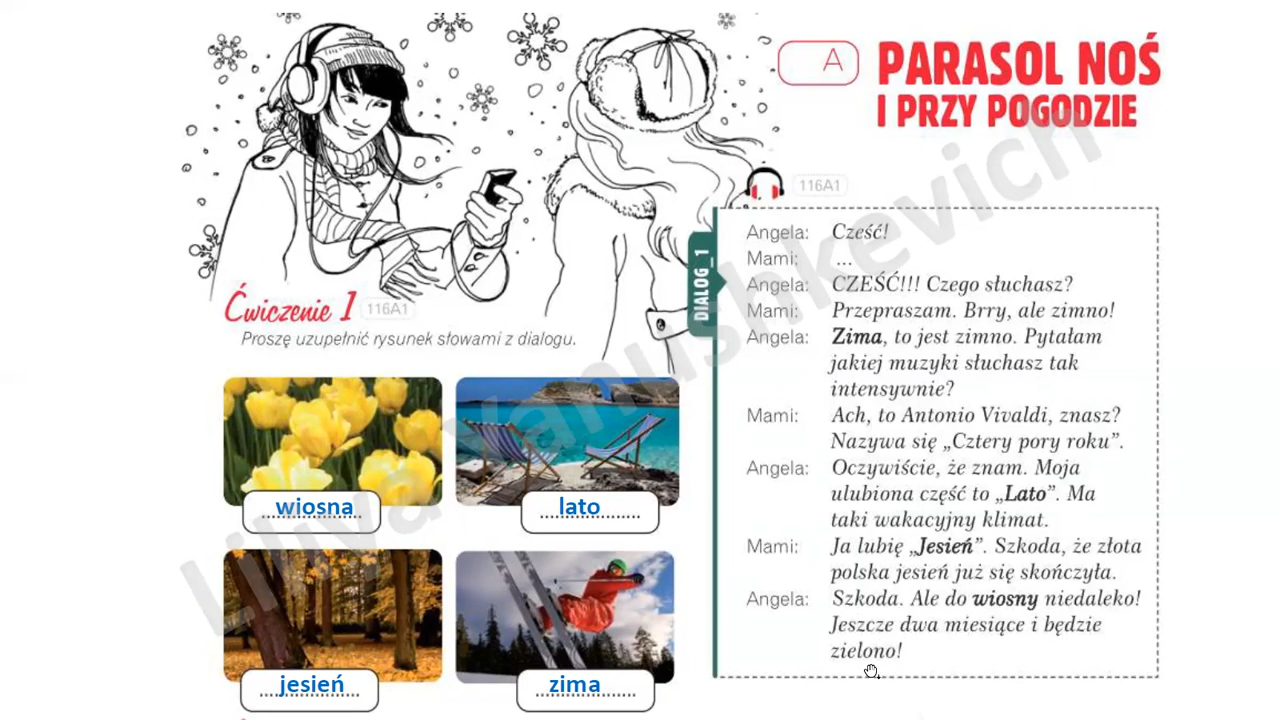 A
PARASOL NOŚ
I PRZY POGODZIE
116A1
Ćwiczenie 1 116A1
Proszę uzupełnić rysunek słowami z dialogu.
wiosna
lato
jesień
zima
DIALOG_1
Angela: Cześć!
Mami: ...
Angela: CZEŚĆ!!! Czego słuchasz?
Mami: Przepraszam. Brry, ale zimno!
Angela: Zima, to jest zimno. Pytałam
jakiej muzyki słuchasz tak
intensywnie?
Mami: Ach, to Antonio Vivaldi, znasz?
Nazywa się „Cztery pory roku”.
Angela: Oczywiście, że znam. Moja
ulubiona część to „Lato”. Ma
taki wakacyjny klimat.
Mami: Ja lubię „Jesień”. Szkoda, że złota
polska jesień już się skończyła.
Angela: Szkoda. Ale do wiosny niedaleko!
Jeszcze dwa miesiące i będzie
zielono!
Liliya Yanushkevich